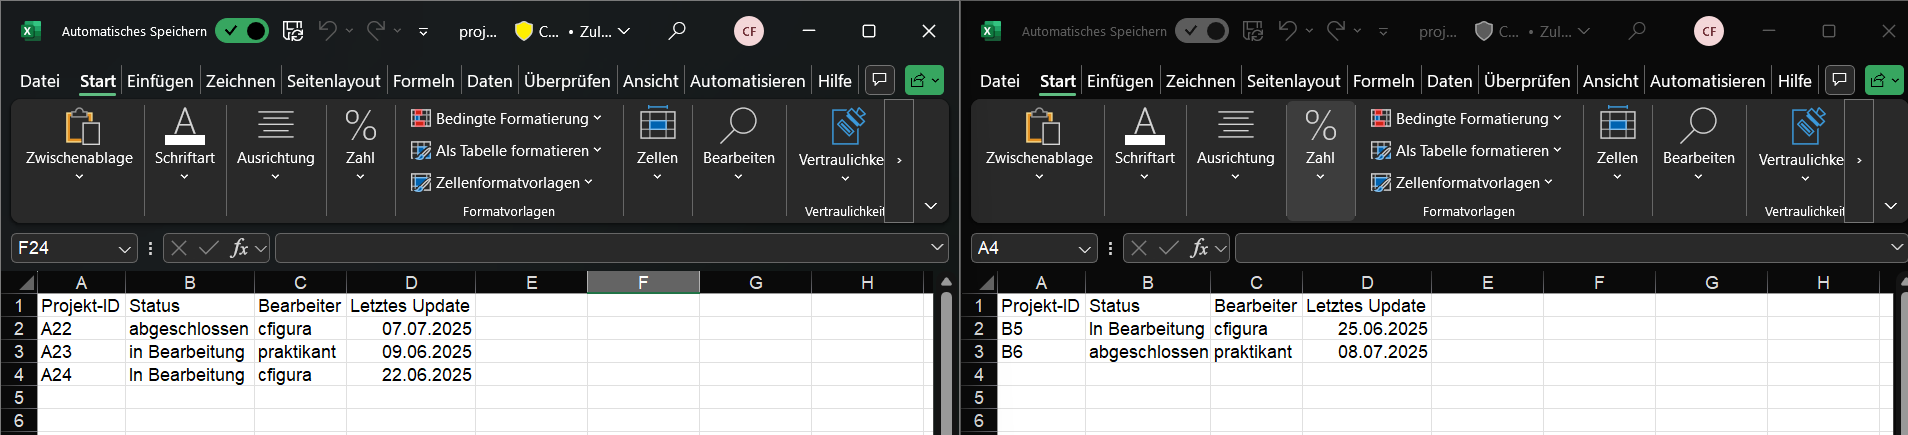 Automatisches Speichern proj... C... • Zul... CF
Datei Start Einfügen Zeichnen Seitenlayout Formeln Daten Überprüfen Ansicht Automatisieren Hilfe
Zwischenablage Schriftart Ausrichtung % Zahl
Bedingte Formatierung
Als Tabelle formatieren
Zellenformatvorlagen
Formatvorlagen
Zellen Bearbeiten Vertraulichke
Vertraulichkeit
F24 fx
A B C D E F G H
1 Projekt-ID Status Bearbeiter Letztes Update
2 A22 abgeschlossen cfigura 07.07.2025
3 A23 in Bearbeitung praktikant 09.06.2025
4 A24 In Bearbeitung cfigura 22.06.2025
5
6
Automatisches Speichern proj... C... • Zul... CF
Datei Start Einfügen Zeichnen Seitenlayout Formeln Daten Überprüfen Ansicht Automatisieren Hilfe
Zwischenablage Schriftart Ausrichtung % Zahl
Bedingte Formatierung
Als Tabelle formatieren
Zellenformatvorlagen
Formatvorlagen
Zellen Bearbeiten Vertraulichke
Vertraulichkeit
A4 fx
A B C D E F G H
1 Projekt-ID Status Bearbeiter Letztes Update
2 B5 In Bearbeitung cfigura 25.06.2025
3 B6 abgeschlossen praktikant 08.07.2025
4
5
6